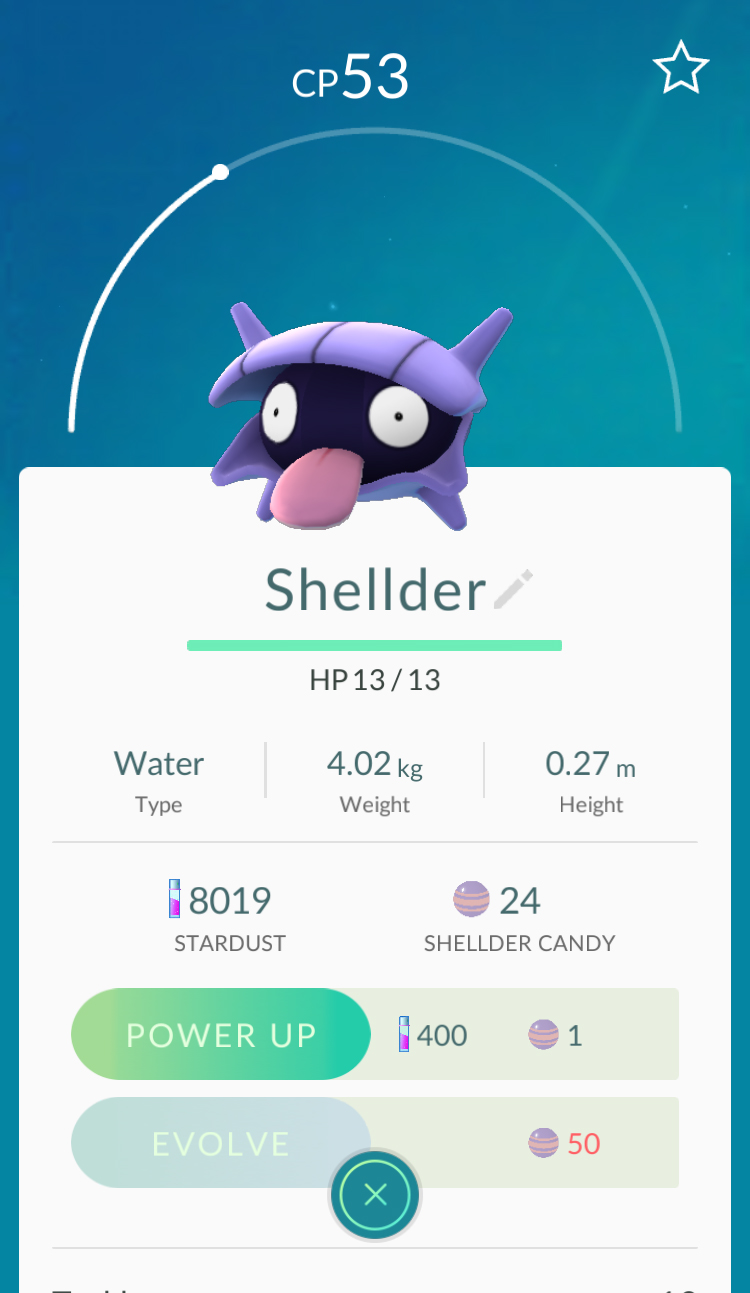 CP53
Shellder
HP 13 / 13
Water 4.02 kg 0.27 m
Type Weight Height
8019 24
STARDUST SHELLDER CANDY
POWER UP 400 1
EVOLVE 50